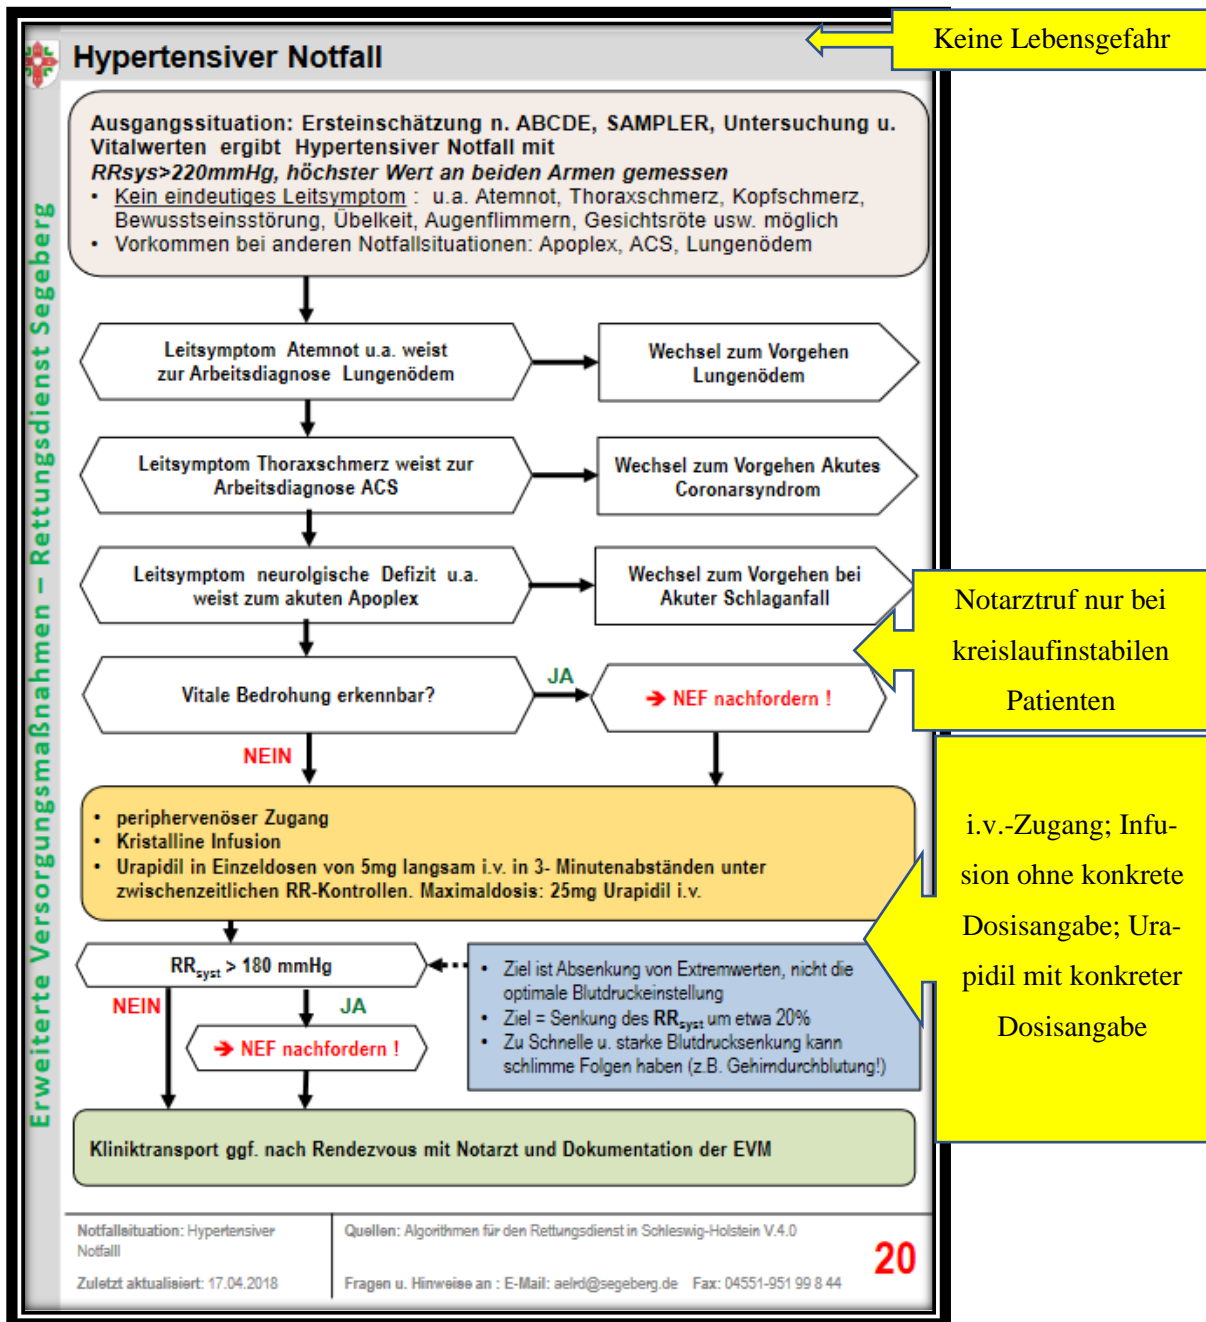 Keine Lebensgefahr
Hypertensiver Notfall
Ausgangssituation: Ersteinschätzung n. ABCDE, SAMPLER, Untersuchung u.
Vitalwerten ergibt Hypertensiver Notfall mit
RRsys>220mmHg, höchster Wert an beiden Armen gemessen
• Kein eindeutiges Leitsymptom : u.a. Atemnot, Thoraxschmerz, Kopfschmerz,
Bewusstseinsstörung, Übelkeit, Augenflimmern, Gesichtsröte usw. möglich
• Vorkommen bei anderen Notfallsituationen: Apoplex, ACS, Lungenödem
Erweiterte Versorgungsmaßnahmen – Rettungsdienst Segeberg
Leitsymptom Atemnot u.a. weist
zur Arbeitsdiagnose Lungenödem
Wechsel zum Vorgehen
Lungenödem
Leitsymptom Thoraxschmerz weist zur
Arbeitsdiagnose ACS
Wechsel zum Vorgehen Akutes
Coronarsyndrom
Leitsymptom neurolgische Defizit u.a.
weist zum akuten Apoplex
Wechsel zum Vorgehen bei
Akuter Schlaganfall
Notarztruf nur bei
kreislaufinstabilen
Patienten
Vitale Bedrohung erkennbar?
JA
➔ NEF nachfordern !
NEIN
• periphervenöser Zugang
• Kristalline Infusion
• Urapidil in Einzeldosen von 5mg langsam i.v. in 3- Minutenabständen unter
zwischenzeitlichen RR-Kontrollen. Maximaldosis: 25mg Urapidil i.v.
i.v.-Zugang; Infu-
sion ohne konkrete
Dosisangabe; Ura-
pidil mit konkreter
Dosisangabe
RRsyst > 180 mmHg
NEIN
JA
➔ NEF nachfordern !
• Ziel ist Absenkung von Extremwerten, nicht die
optimale Blutdruckeinstellung
• Ziel = Senkung des RRsyst um etwa 20%
• Zu Schnelle u. starke Blutdrucksenkung kann
schlimme Folgen haben (z.B. Gehirndurchblutung!)
Kliniktransport ggf. nach Rendezvous mit Notarzt und Dokumentation der EVM
Notfallsituation: Hypertensiver
Notfalll
Zuletzt aktualisiert: 17.04.2018
Quellen: Algorithmen für den Rettungsdienst in Schleswig-Holstein V.4.0
Fragen u. Hinweise an : E-Mail: aelrd@segeberg.de Fax: 04551-951 99 8 44
20